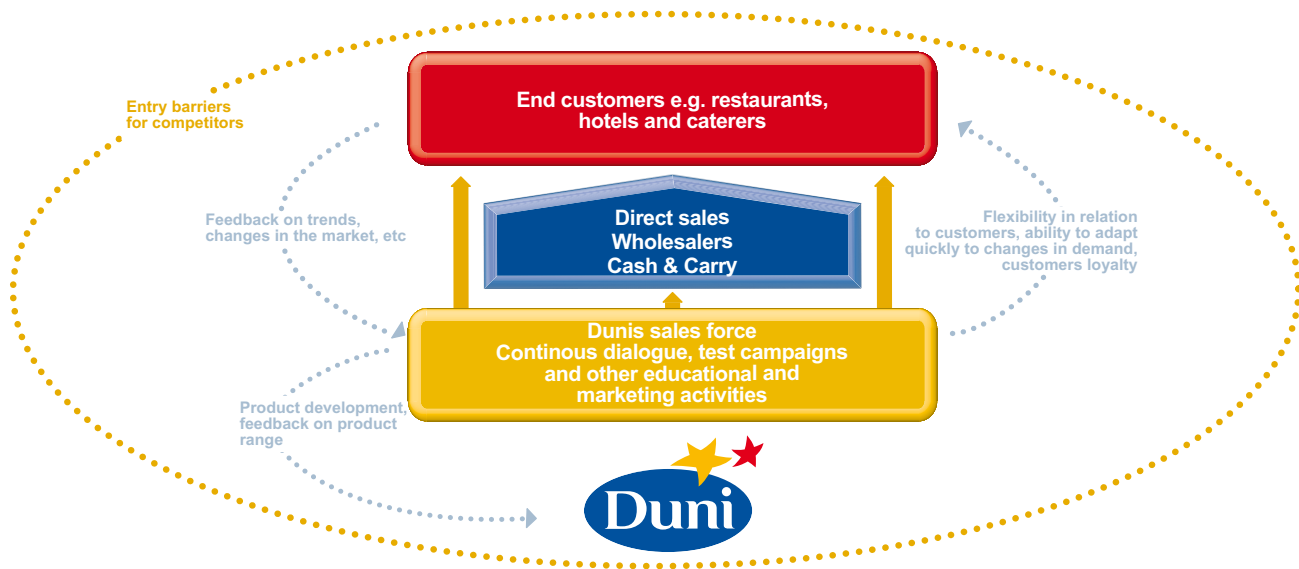 End customers e.g. restaurants,
hotels and caterers
Entry barriers
for competitors
Feedback on trends,
changes in the market, etc
Direct sales
Wholesalers
Cash & Carry
Flexibility in relation
to customers, ability to adapt
quickly to changes in demand,
customers loyalty
Dunis sales force
Continous dialogue, test campaigns
and other educational and
marketing activities
Product development,
feedback on product
range
Duni